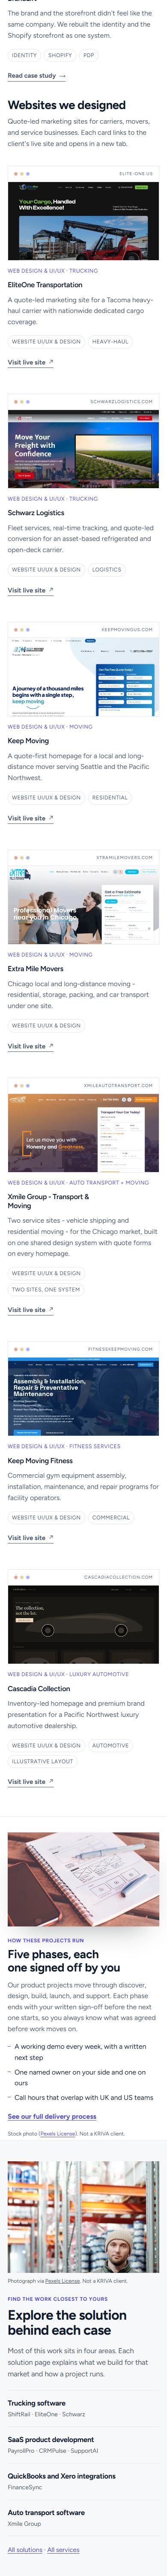 The brand and the storefront didn't feel like the
same company. We rebuilt the identity and the
Shopify storefront as one system.
IDENTITY
SHOPIFY
PDP
Read case study →
Websites we designed
Quote-led marketing sites for carriers, movers,
and service businesses. Each card links to the
client's live site and opens in a new tab.
ELITE-ONE.US
Your Cargo, Handled
With Excellence!
WEB DESIGN & UI/UX · TRUCKING
EliteOne Transportation
A quote-led marketing site for a Tacoma heavy-
haul carrier with nationwide dedicated cargo
coverage.
WEBSITE UI/UX & DESIGN
HEAVY-HAUL
Visit live site ↗
SCHWARZLOGISTICS.COM
Move Your
Freight with
Confidence
WEB DESIGN & UI/UX · TRUCKING
Schwarz Logistics
Fleet services, real-time tracking, and quote-led
conversion for an asset-based refrigerated and
open-deck carrier.
WEBSITE UI/UX & DESIGN
LOGISTICS
Visit live site ↗
KEEPMOVINGUS.COM
A journey of a thousand miles
begins with a single step,
keep moving
WEB DESIGN & UI/UX · MOVING
Keep Moving
A quote-first homepage for a local and long-
distance mover serving Seattle and the Pacific
Northwest.
WEBSITE UI/UX & DESIGN
RESIDENTIAL
Visit live site ↗
XTRAMILEMOVERS.COM
Professional Movers
near you in Chicago
Get a Free Estimate
WEB DESIGN & UI/UX · MOVING
Extra Mile Movers
Chicago local and long-distance moving -
residential, storage, packing, and car transport
under one site.
WEBSITE UI/UX & DESIGN
Visit live site ↗
XMILEAUTOTRANSPORT.COM
Let us move you with
Honesty and Greatness.
Transport Your Car Today!
WEB DESIGN & UI/UX · AUTO TRANSPORT + MOVING
Xmile Group - Transport &
Moving
Two service sites - vehicle shipping and
residential moving - for the Chicago market, built
on one shared design system with quote forms
on every homepage.
WEBSITE UI/UX & DESIGN
TWO SITES, ONE SYSTEM
Visit live site ↗
FITNESSKEEPMOVING.COM
Assembly & Installation,
Repair & Preventative
Maintenance
WEB DESIGN & UI/UX · FITNESS SERVICES
Keep Moving Fitness
Commercial gym equipment assembly,
installation, maintenance, and repair programs for
facility operators.
WEBSITE UI/UX & DESIGN
COMMERCIAL
Visit live site ↗
CASCADIACOLLECTION.COM
The collection,
not the lot.
WEB DESIGN & UI/UX · LUXURY AUTOMOTIVE
Cascadia Collection
Inventory-led homepage and premium brand
presentation for a Pacific Northwest luxury
automotive dealership.
WEBSITE UI/UX & DESIGN
AUTOMOTIVE
ILLUSTRATIVE LAYOUT
Visit live site ↗
HOW THESE PROJECTS RUN
Five phases, each
one signed off by you
Our project moves through discover,
design, build, launch, and support. Each phase
ends with your written sign-off before the next
one starts, so you always know what was agreed
before work moves on.
– A working demo every week, with a written
next step
– One named owner on your side and one on
ours
– Call hours that overlap with UK and US teams
See our full delivery process
Stock photo (Pexels License). Not a KRIVA client.
Photograph via Pexels License. Not a KRIVA client.
FIND THE WORK CLOSEST TO YOURS
Explore the solution
behind each case
Most of this work sits in four areas. Each
solution page explains what we build for that
market and how a project runs.
Trucking software
ShiftRail · EliteOne · Schwarz
SaaS product development
PayrollPro · CRMPulse · SupportAI
QuickBooks and Xero integrations
FinanceSync
Auto transport software
Xmile Group
All solutions · All services